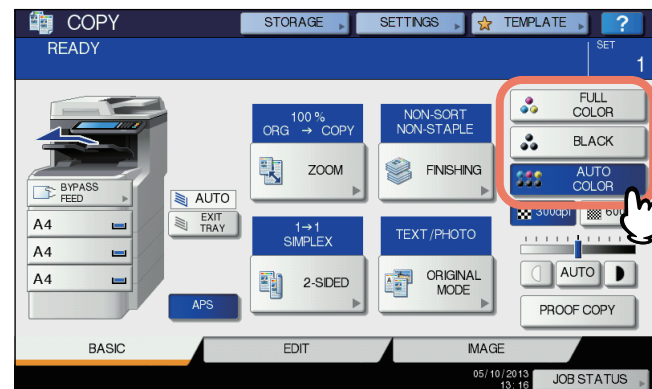 COPY
STORAGE
SETTINGS
TEMPLATE
?
READY
SET
1
100 %
ORG → COPY
ZOOM
NON-SORT
NON-STAPLE
FINISHING
FULL
COLOR
BLACK
AUTO
COLOR
BYPASS
FEED
A4
A4
A4
AUTO
EXIT
TRAY
APS
1→1
SIMPLEX
2-SIDED
TEXT/PHOTO
ORIGINAL
MODE
300dpi
AUTO
PROOF COPY
BASIC
EDIT
IMAGE
05/10/2013
13:16
JOB STATUS